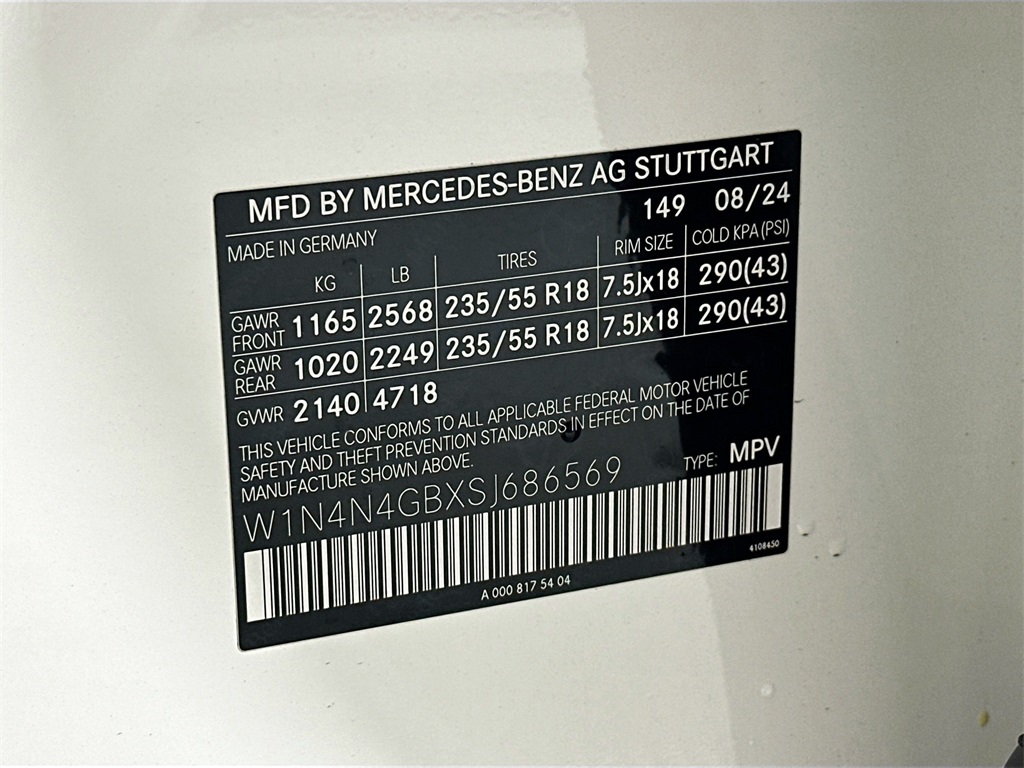 MFD BY MERCEDES-BENZ AG STUTTGART
149 08/24
MADE IN GERMANY
KG LB TIRES RIM SIZE COLD KPA (PSI)
GAWR FRONT 1165 2568 235/55 R18 7.5Jx18 290(43)
GAWR REAR 1020 2249 235/55 R18 7.5Jx18 290(43)
GVWR 2140 4718
THIS VEHICLE CONFORMS TO ALL APPLICABLE FEDERAL MOTOR VEHICLE
SAFETY AND THEFT PREVENTION STANDARDS IN EFFECT ON THE DATE OF
MANUFACTURE SHOWN ABOVE.
W1N4N4GBXSJ686569 TYPE: MPV
A 000 817 54 04
4108450